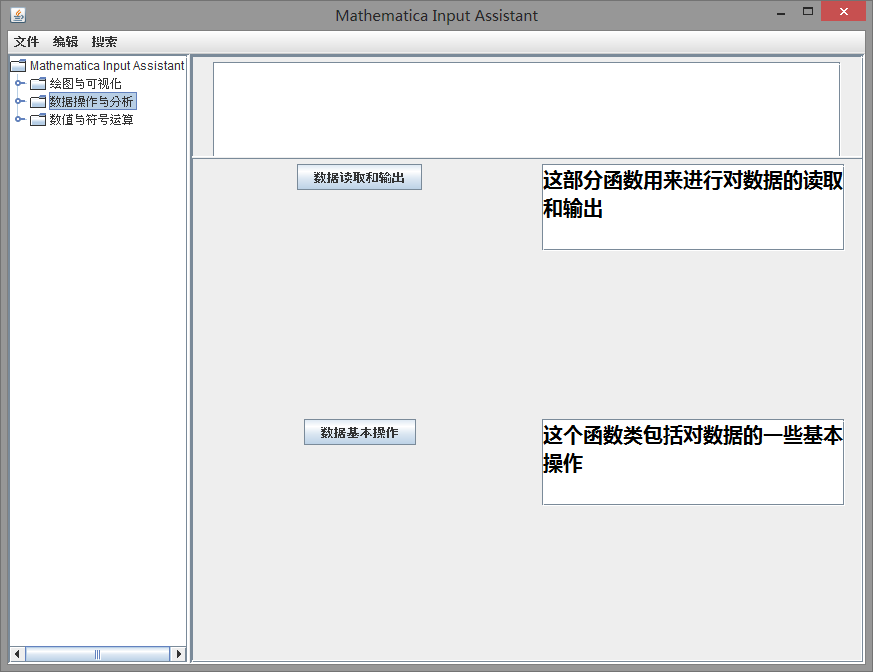 Mathematica Input Assistant
文件 编辑 搜索
Mathematica Input Assistant
绘图与可视化
数据操作与分析
数值与符号运算
数据读取和输出
这部分函数用来进行对数据的读取
和输出
数据基本操作
这个函数类包括对数据的一些基本
操作